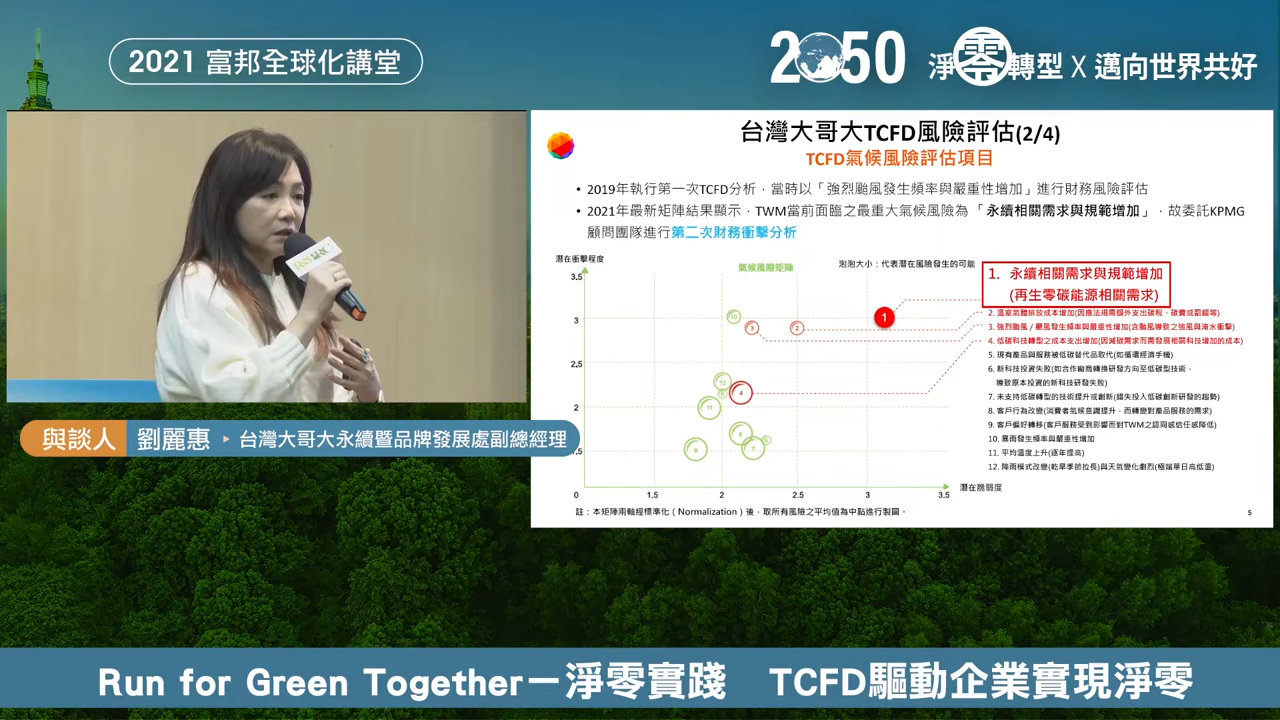 2021 富邦全球化講堂
2050 淨零轉型 X 邁向世界共好
台灣大哥大TCFD風險評估(2/4)
TCFD氣候風險評估項目
• 2019年執行第一次TCFD分析，當時以「強烈颱風發生頻率與嚴重性增加」進行財務風險評估
• 2021年最新矩陣結果顯示，TWM當前面臨之最重大氣候風險為「永續相關需求與規範增加」，故委託KPMG
顧問團隊進行第二次財務衝擊分析
潛在衝擊程度
氣候風險矩陣
泡泡大小：代表潛在風險發生的可能
3.5
3
2.5
2
.5
0
1.5
2
2.5
3
3.5
潛在脆弱度
10
3
2
1
12
4
11
7
1. 永續相關需求與規範增加
(再生零碳能源相關需求)
2. 溫室氣體排放成本增加(因應法規需額外支出碳稅、碳費或罰鍰等)
3. 強烈颱風／颶風發生頻率與嚴重性增加(含颱風導致之強風與淹水衝擊)
4. 低碳科技轉型之成本支出增加(因減碳需求而需發展相關科技增加的成本)
5. 現有產品與服務被低碳替代品取代(如循環經濟手機)
6. 新科技投資失敗(如合作廠商轉換研發方向至低碳型技術，
導致原本投資的新科技研發失敗)
7. 未支持低碳轉型的技術提升或創新(錯失投入低碳創新研發的趨勢)
8. 客戶行為改變(消費者氣候意識提升，而轉變對產品服務的需求)
9. 客戶偏好轉移(客戶服務受到影響而對TWM之認同感信任感降低)
10. 暴雨發生頻率與嚴重性增加
11. 平均溫度上升(逐年提高)
12. 降雨模式改變(乾旱季節拉長)與天氣變化劇烈(極端單日高低溫)
註：本矩陣兩軸經標準化（Normalization）後，取所有風險之平均值為中點進行製圖。
5
與談人 劉麗惠 ▸ 台灣大哥大永續暨品牌發展處副總經理
Run for Green Together－淨零實踐 TCFD驅動企業實現淨零